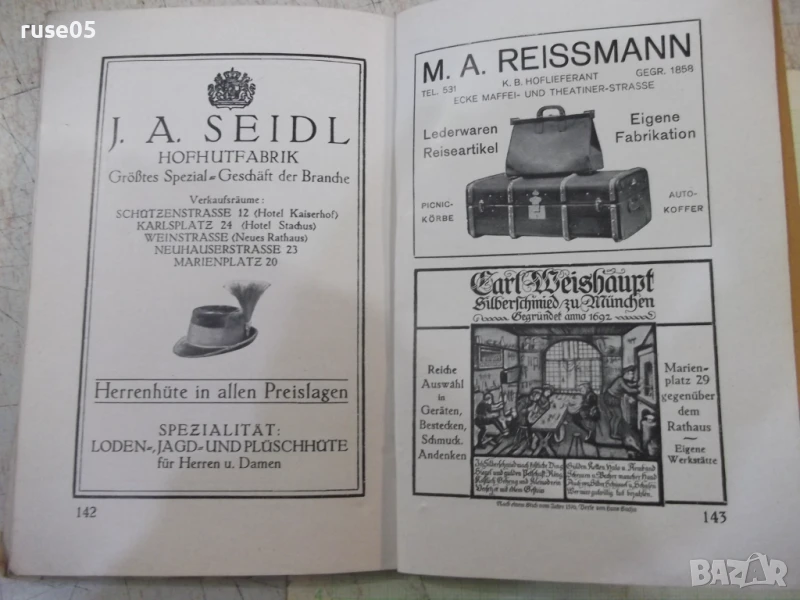 ruse05
J. A. SEIDL
HOFHUTFABRIK
Größtes Spezial=Geschäft der Branche
Verkaufsräume:
SCHÜTZENSTRASSE 12 (Hotel Kaiserhof)
KARLSPLATZ 24 (Hotel Stachus)
WEINSTRASSE (Neues Rathaus)
NEUHAUSERSTRASSE 23
MARIENPLATZ 20
Herrenhüte in allen Preislagen
SPEZIALITÄT:
LODEN-, JAGD- UND PLÜSCHHÜTE
für Herren u. Damen
142
M. A. REISSMANN
TEL. 531 K. B. HOFLIEFERANT GEGR. 1858
ECKE MAFFEI- UND THEATINER-STRASSE
Lederwaren
Reiseartikel
Eigene
Fabrikation
PICNIC-
KÖRBE
AUTO-
KOFFER
Carl Weishaupt
Silberschmied zu München
Gegründet anno 1692
Reiche
Auswahl
in
Geräten,
Bestecken,
Schmuck,
Andenken
Marien-
platz 29
gegenüber
dem
Rathaus
Eigene
Werkstätte
143
BAZAR